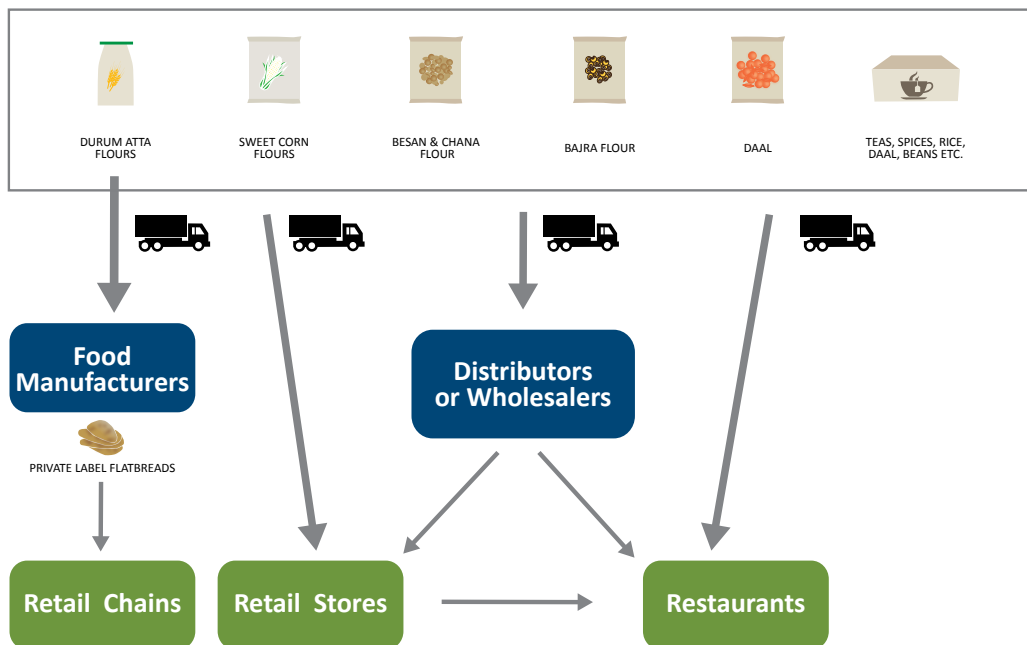 DURUM ATTA
FLOURS
SWEET CORN
FLOURS
BESAN & CHANA
FLOUR
BAJRA FLOUR
DAAL
TEAS, SPICES, RICE,
DAAL, BEANS ETC.
Food
Manufacturers
Distributors
or Wholesalers
PRIVATE LABEL FLATBREADS
Retail Chains
Retail Stores
Restaurants